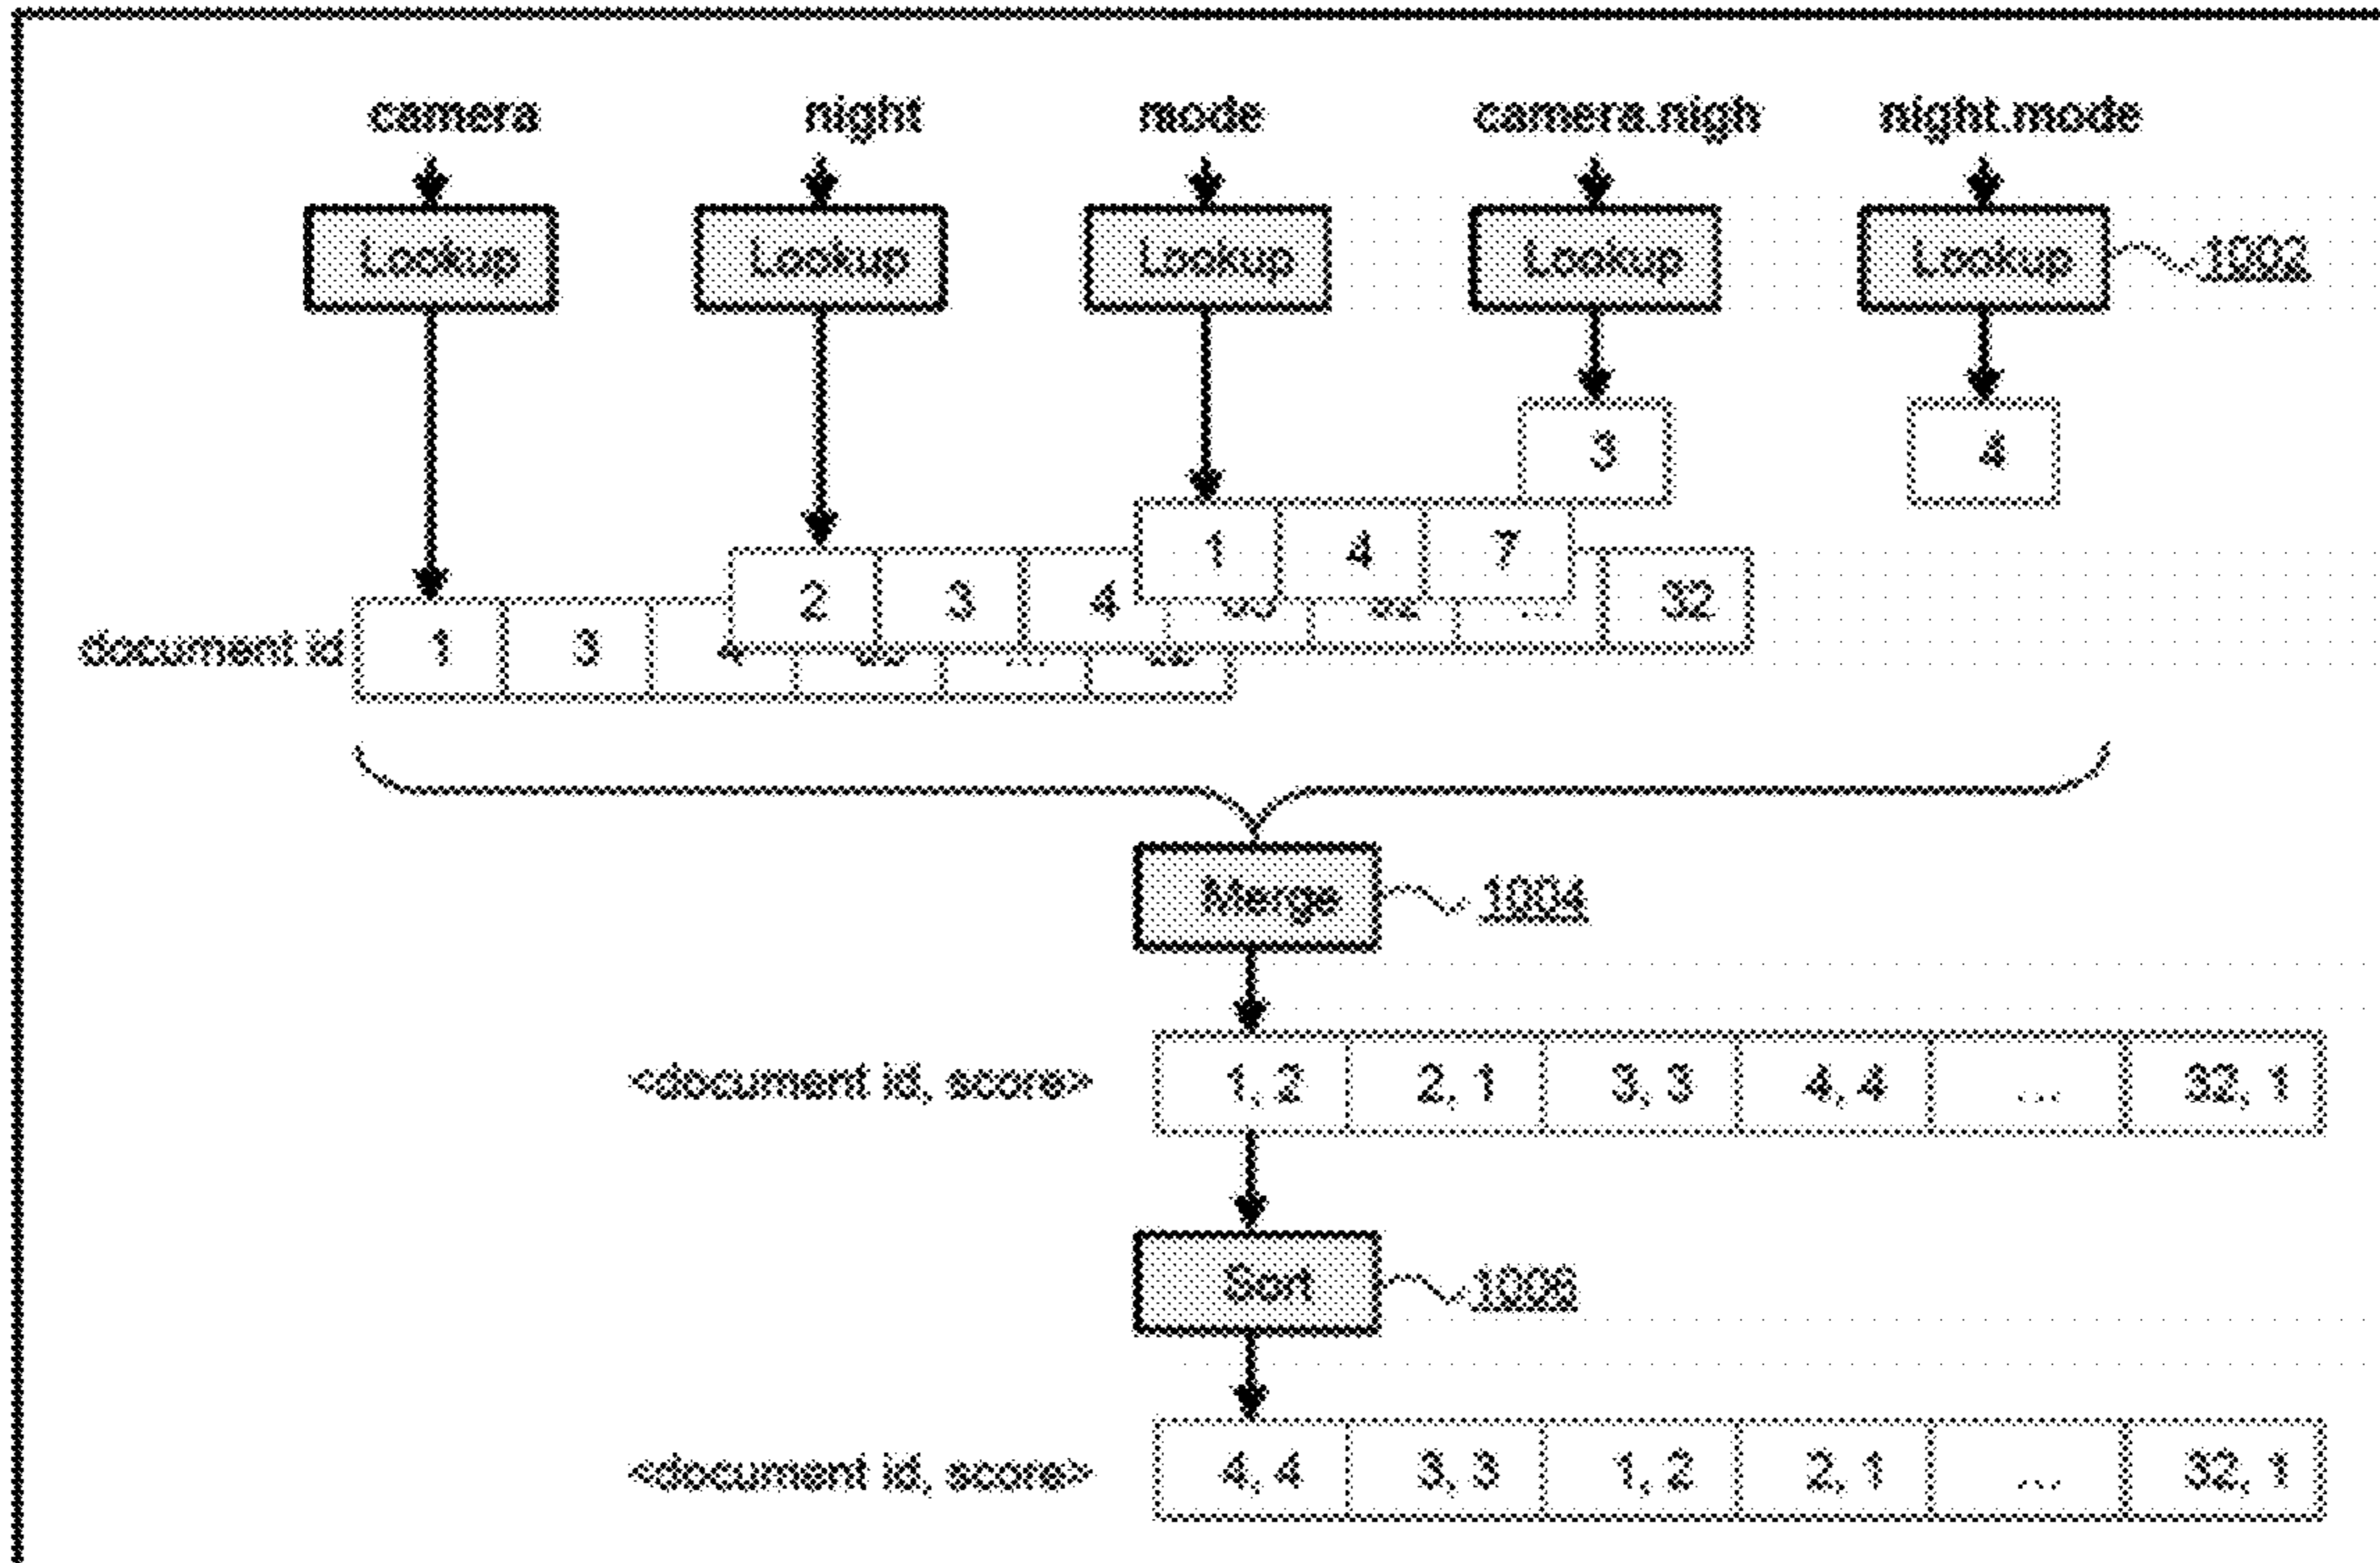 camera night mode camera.nigh night.mode
Lookup Lookup Lookup Lookup Lookup 1002
3 4
1 4 7
2 3 4 32
document id 1 3 4
Merge 1004
<document id, score> 1, 2 2, 1 3, 3 4, 4 ... 32, 1
Sort 1006
<document id, score> 4, 4 3, 3 1, 2 2, 1 ... 32, 1